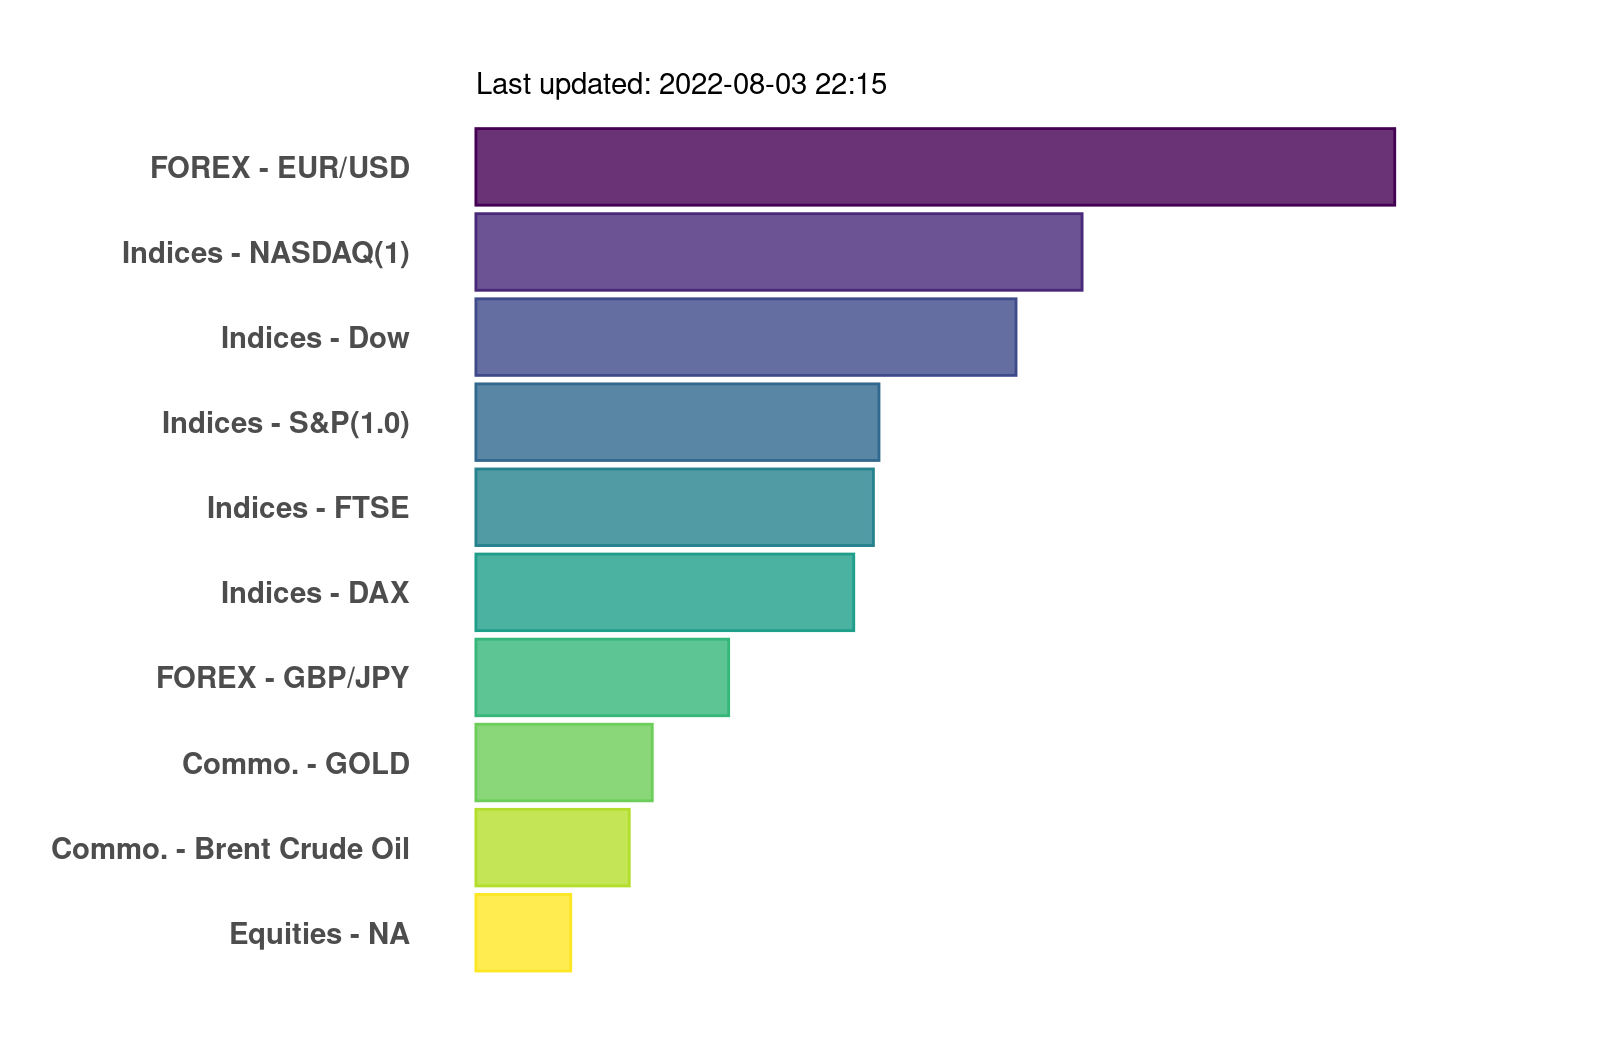 Last updated: 2022-08-03 22:15
FOREX - EUR/USD
Indices - NASDAQ(1)
Indices - Dow
Indices - S&P(1.0)
Indices - FTSE
Indices - DAX
FOREX - GBP/JPY
Commo. - GOLD
Commo. - Brent Crude Oil
Equities - NA